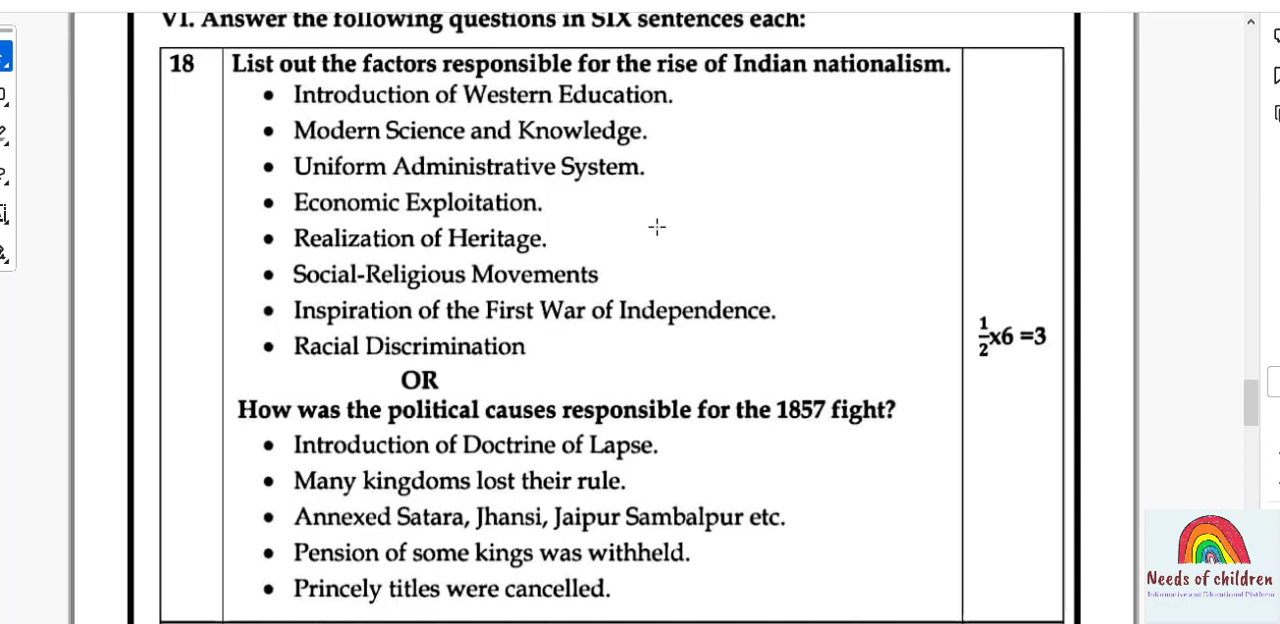 VI. Answer the following questions in SIX sentences each:
18 List out the factors responsible for the rise of Indian nationalism.
• Introduction of Western Education.
• Modern Science and Knowledge.
• Uniform Administrative System.
• Economic Exploitation.
• Realization of Heritage.
• Social-Religious Movements
• Inspiration of the First War of Independence.
• Racial Discrimination
1/2x6 =3
OR
How was the political causes responsible for the 1857 fight?
• Introduction of Doctrine of Lapse.
• Many kingdoms lost their rule.
• Annexed Satara, Jhansi, Jaipur Sambalpur etc.
• Pension of some kings was withheld.
• Princely titles were cancelled.
Needs of children
Informative and Educational Platform